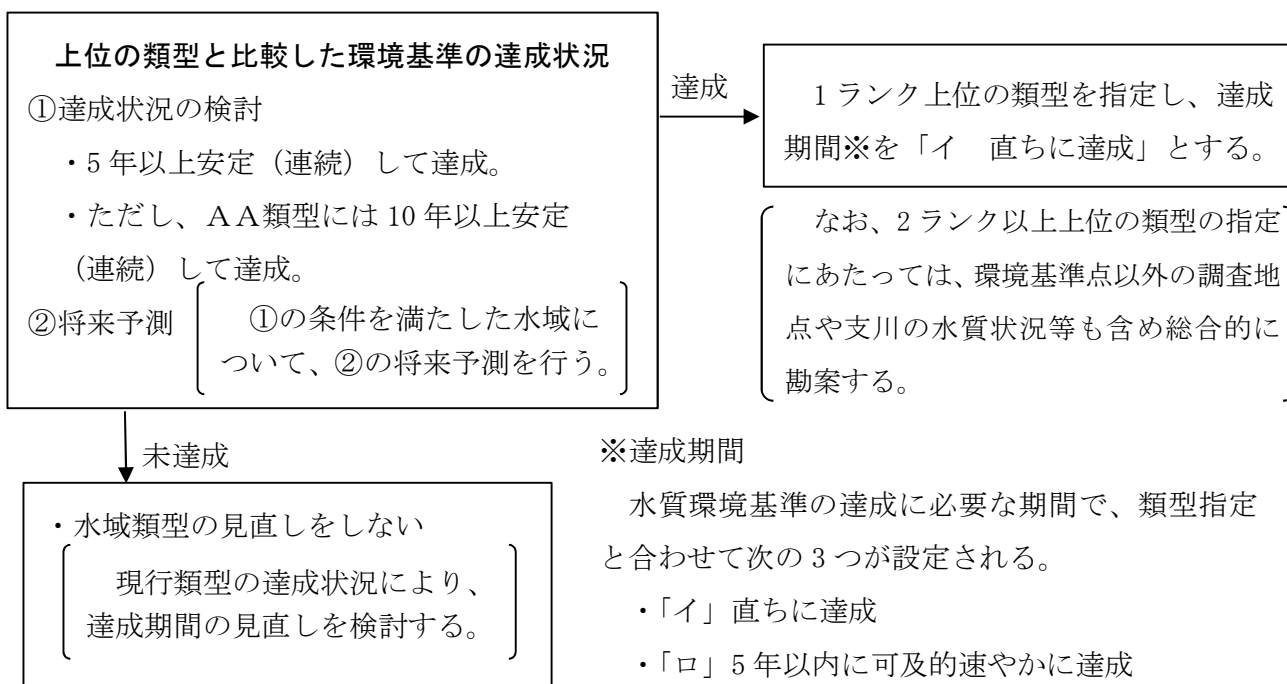 上位の類型と比較した環境基準の達成状況
①達成状況の検討
・5年以上安定（連続）して達成。
・ただし、ＡＡ類型には10年以上安定
（連続）して達成。
②将来予測
①の条件を満たした水域に
ついて、②の将来予測を行う。
達成
1ランク上位の類型を指定し、達成
期間※を「イ　直ちに達成」とする。
なお、2ランク以上上位の類型の指定
にあたっては、環境基準点以外の調査地
点や支川の水質状況等も含め総合的に
勘案する。
未達成
・水域類型の見直しをしない
現行類型の達成状況により、
達成期間の見直しを検討する。
※達成期間
水質環境基準の達成に必要な期間で、類型指定
と合わせて次の3つが設定される。
・「イ」直ちに達成
・「ロ」5年以内に可及的速やかに達成